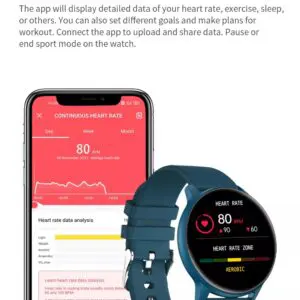 The app will display detailed data of your heart rate, exercise, sleep,
or others. You can also set different goals and make plans for
workout. Connect the app to upload and share data. Pause or
end sport mode on the watch.
CONTINUOUS HEART RATE
Day Week Month
80
Heart rate data analysis
Light
HEART RATE
80 BPM
90 60
HEART RATE ZONE
AEROBIC